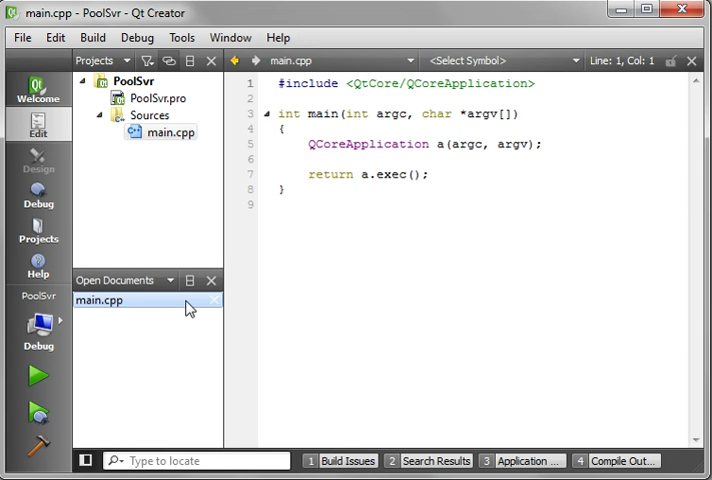 main.cpp - PoolSvr - Qt Creator
File Edit Build Debug Tools Window Help
Projects
main.cpp
<Select Symbol>
Line: 1, Col: 1
Qt
Welcome
Edit
Design
Debug
Projects
Help
PoolSvr
Debug
PoolSvr
PoolSvr.pro
Sources
main.cpp
Open Documents
main.cpp
1 #include <QtCore/QCoreApplication>
2
3 int main(int argc, char *argv[])
4 {
5 QCoreApplication a(argc, argv);
6
7 return a.exec();
8 }
9
Type to locate
1 Build Issues
2 Search Results
3 Application ...
4 Compile Out...